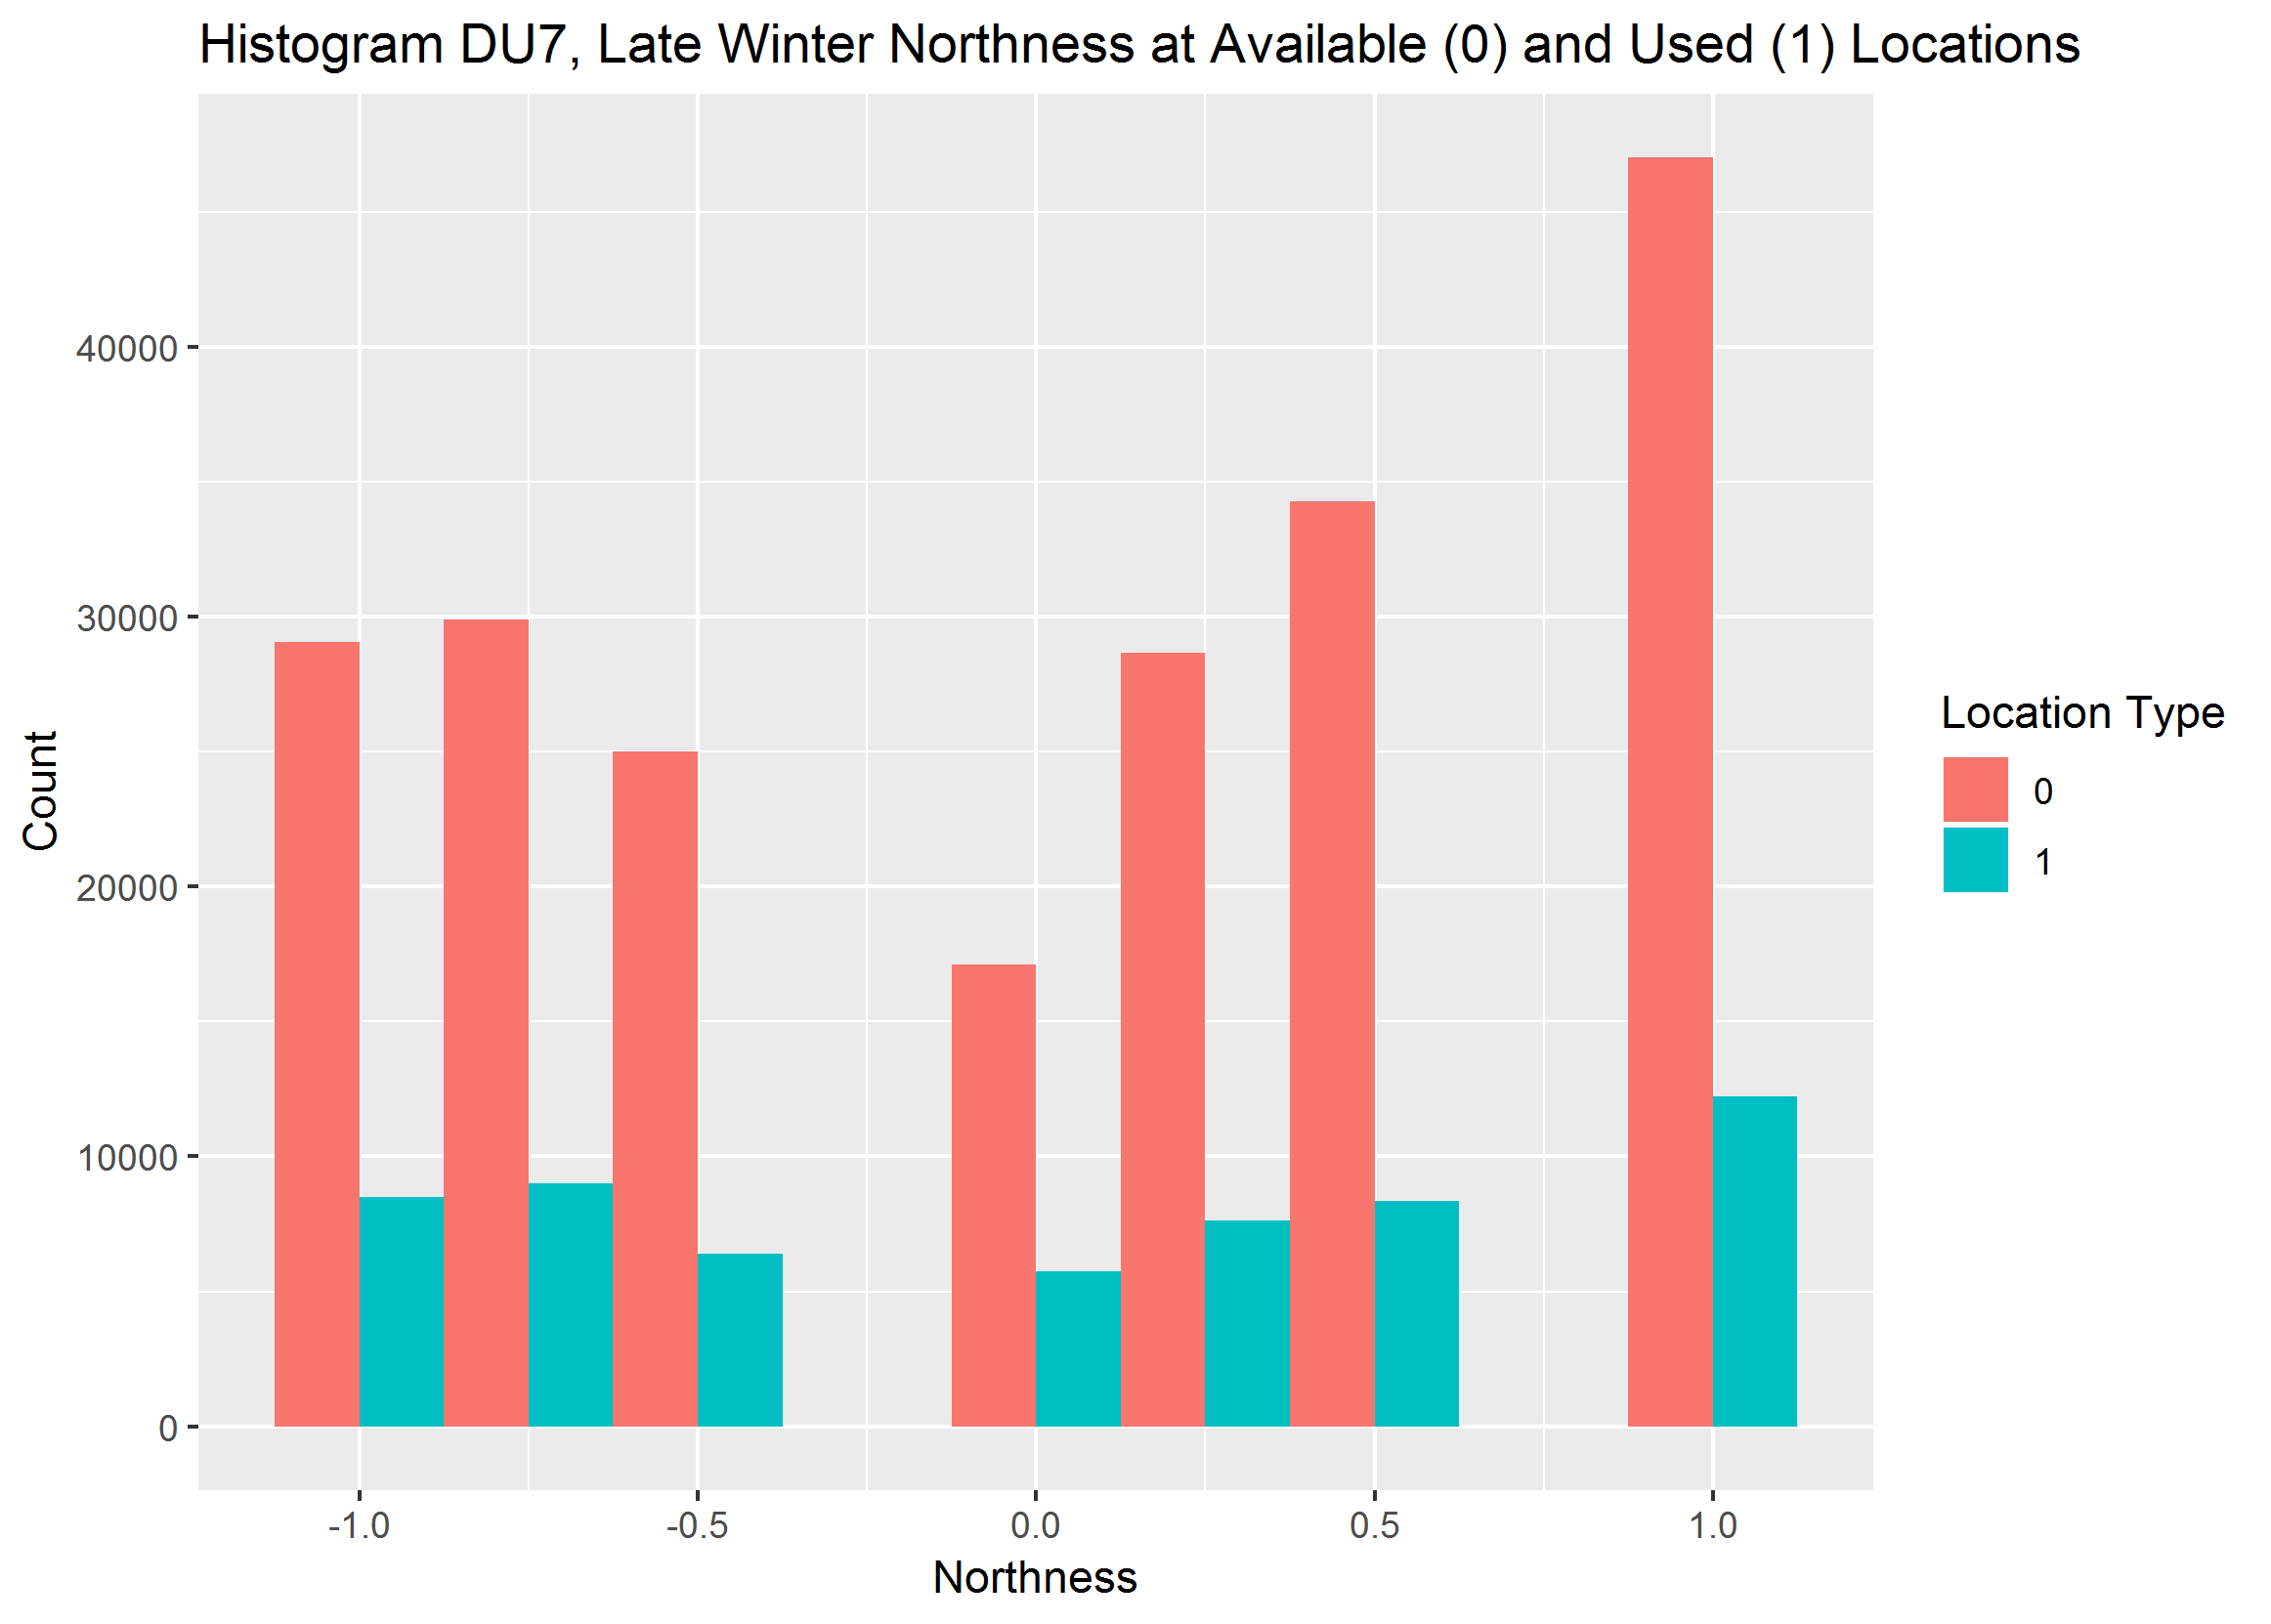 Histogram DU7, Late Winter Northness at Available (0) and Used (1) Locations
Count
40000
30000
20000
10000
0
-1.0 -0.5 0.0 0.5 1.0
Northness
Location Type
0
1